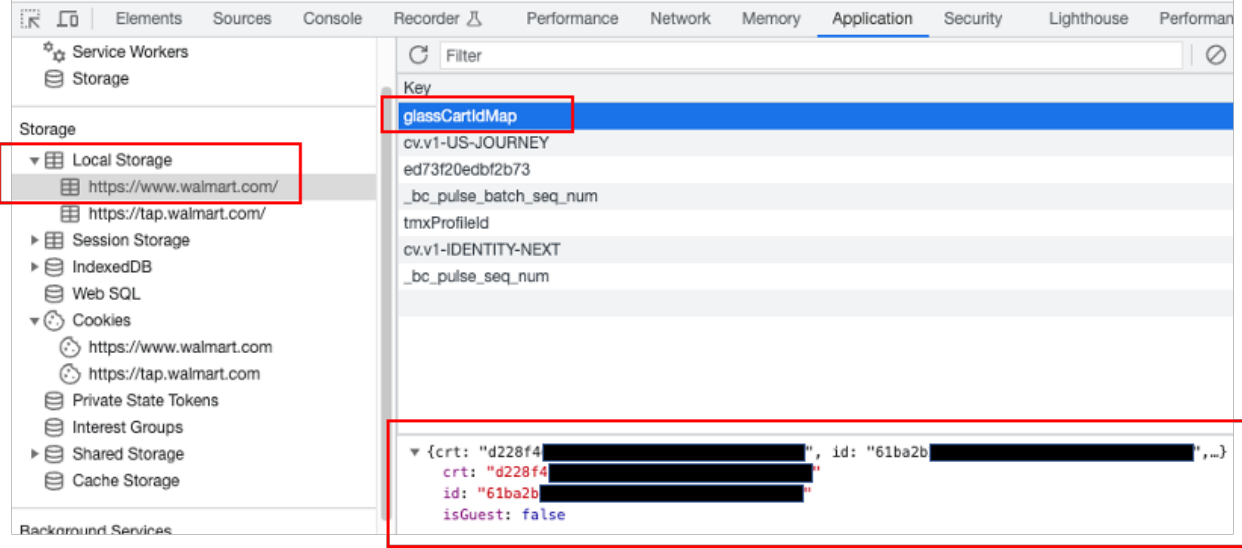 Elements Sources Console Recorder Performance Network Memory Application Security Lighthouse Performan
Service Workers
Storage
Storage
Local Storage
https://www.walmart.com/
https://tap.walmart.com/
Session Storage
IndexedDB
Web SQL
Cookies
https://www.walmart.com
https://tap.walmart.com
Private State Tokens
Interest Groups
Shared Storage
Cache Storage
Background Services
Filter
Key
glassCartIdMap
cv.v1-US-JOURNEY
ed73f20edbf2b73
_bc_pulse_batch_seq_num
tmxProfileId
cv.v1-IDENTITY-NEXT
_bc_pulse_seq_num
{crt: "d228f4", id: "61ba2b",…}
crt: "d228f4"
id: "61ba2b"
isGuest: false